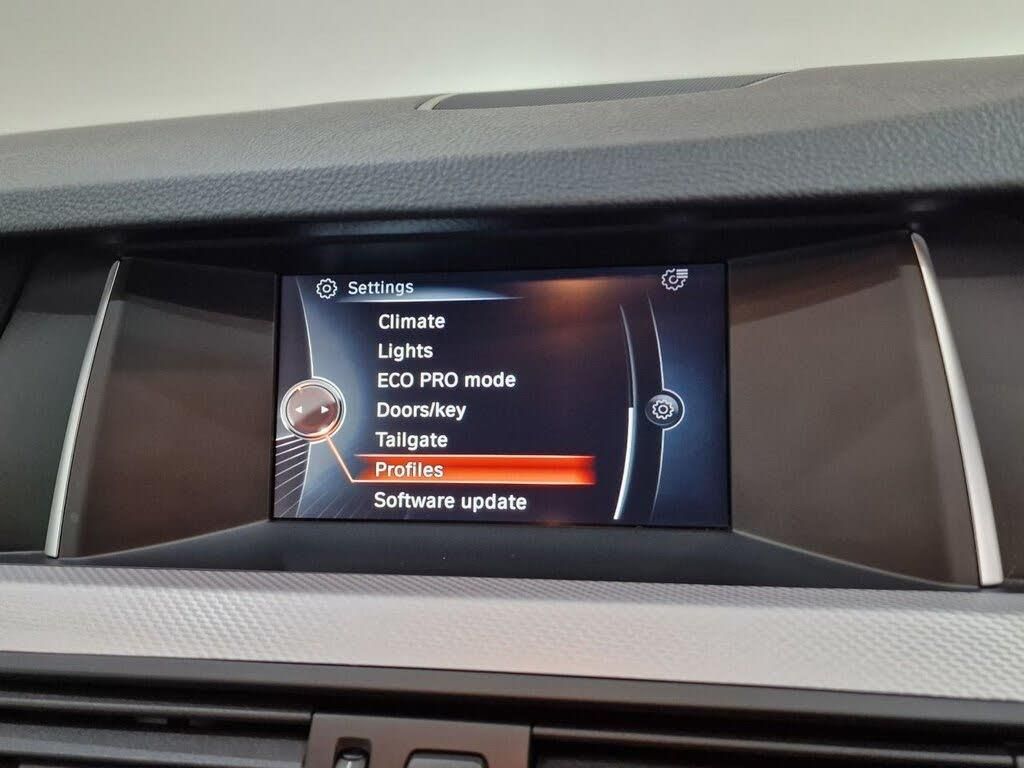 Settings
Climate
Lights
ECO PRO mode
Doors/key
Tailgate
Profiles
Software update